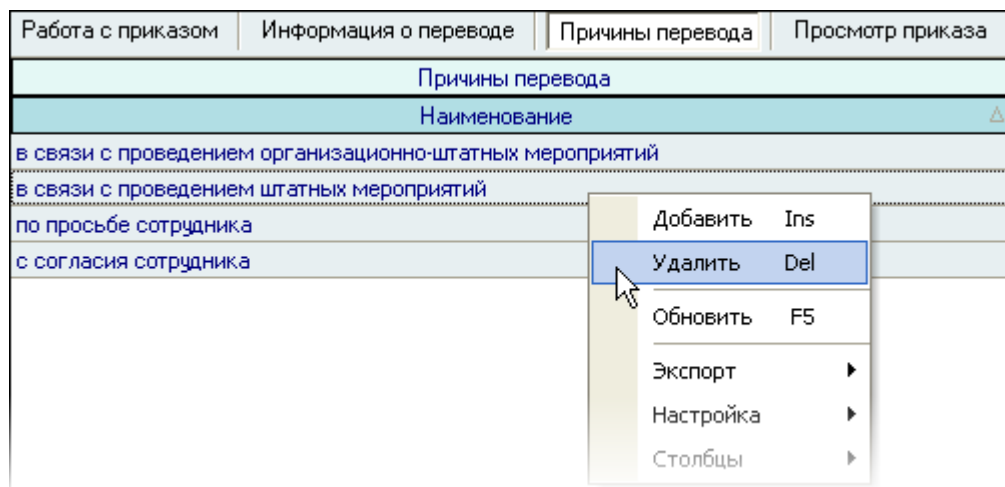 Работа с приказом Информация о переводе Причины перевода Просмотр приказа
Причины перевода
Наименование
в связи с проведением организационно-штатных мероприятий
в связи с проведением штатных мероприятий
по просьбе сотрудника
с согласия сотрудника
Добавить Ins
Удалить Del
Обновить F5
Экспорт
Настройка
Столбцы